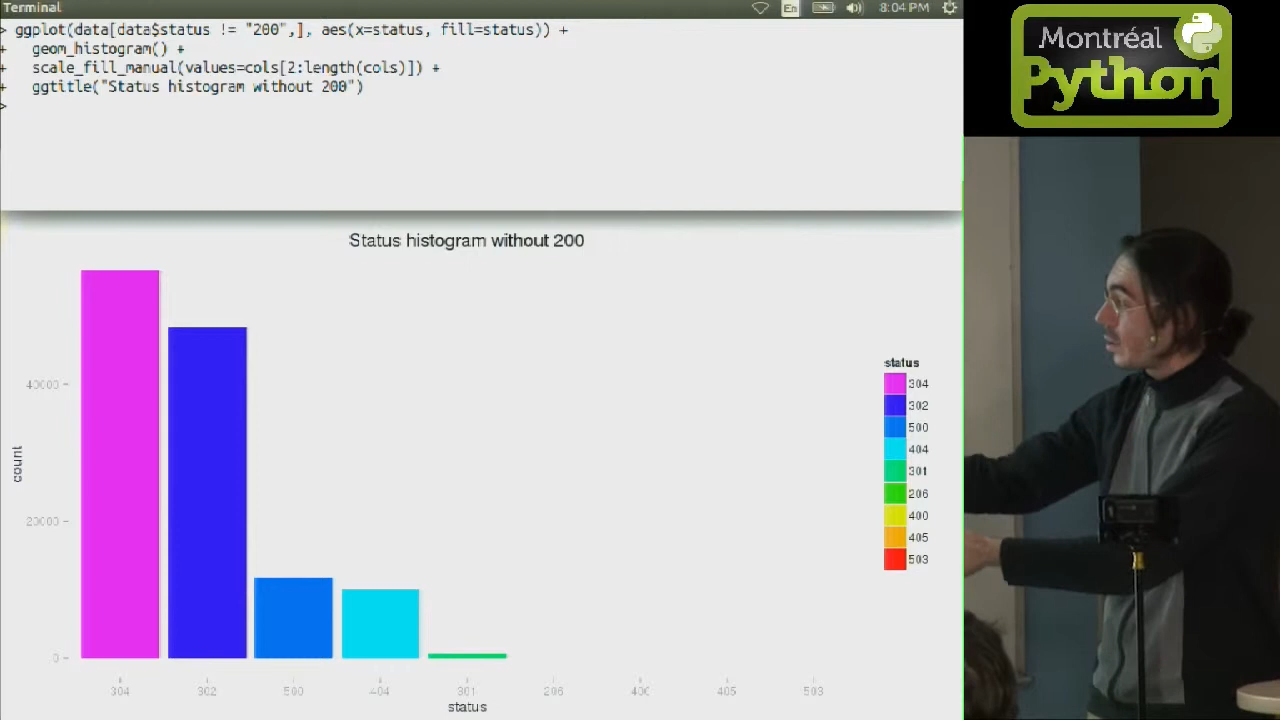 Terminal
En
8:04 PM
> ggplot(data[data$status != "200",], aes(x=status, fill=status)) +
+ geom_histogram() +
+ scale_fill_manual(values=cols[2:length(cols)]) +
+ ggtitle("Status histogram without 200")
>
Montréal
Python
Status histogram without 200
status
304
302
500
404
301
206
400
405
503
40000
20000
0
count
304
302
500
404
301
206
400
405
503
status